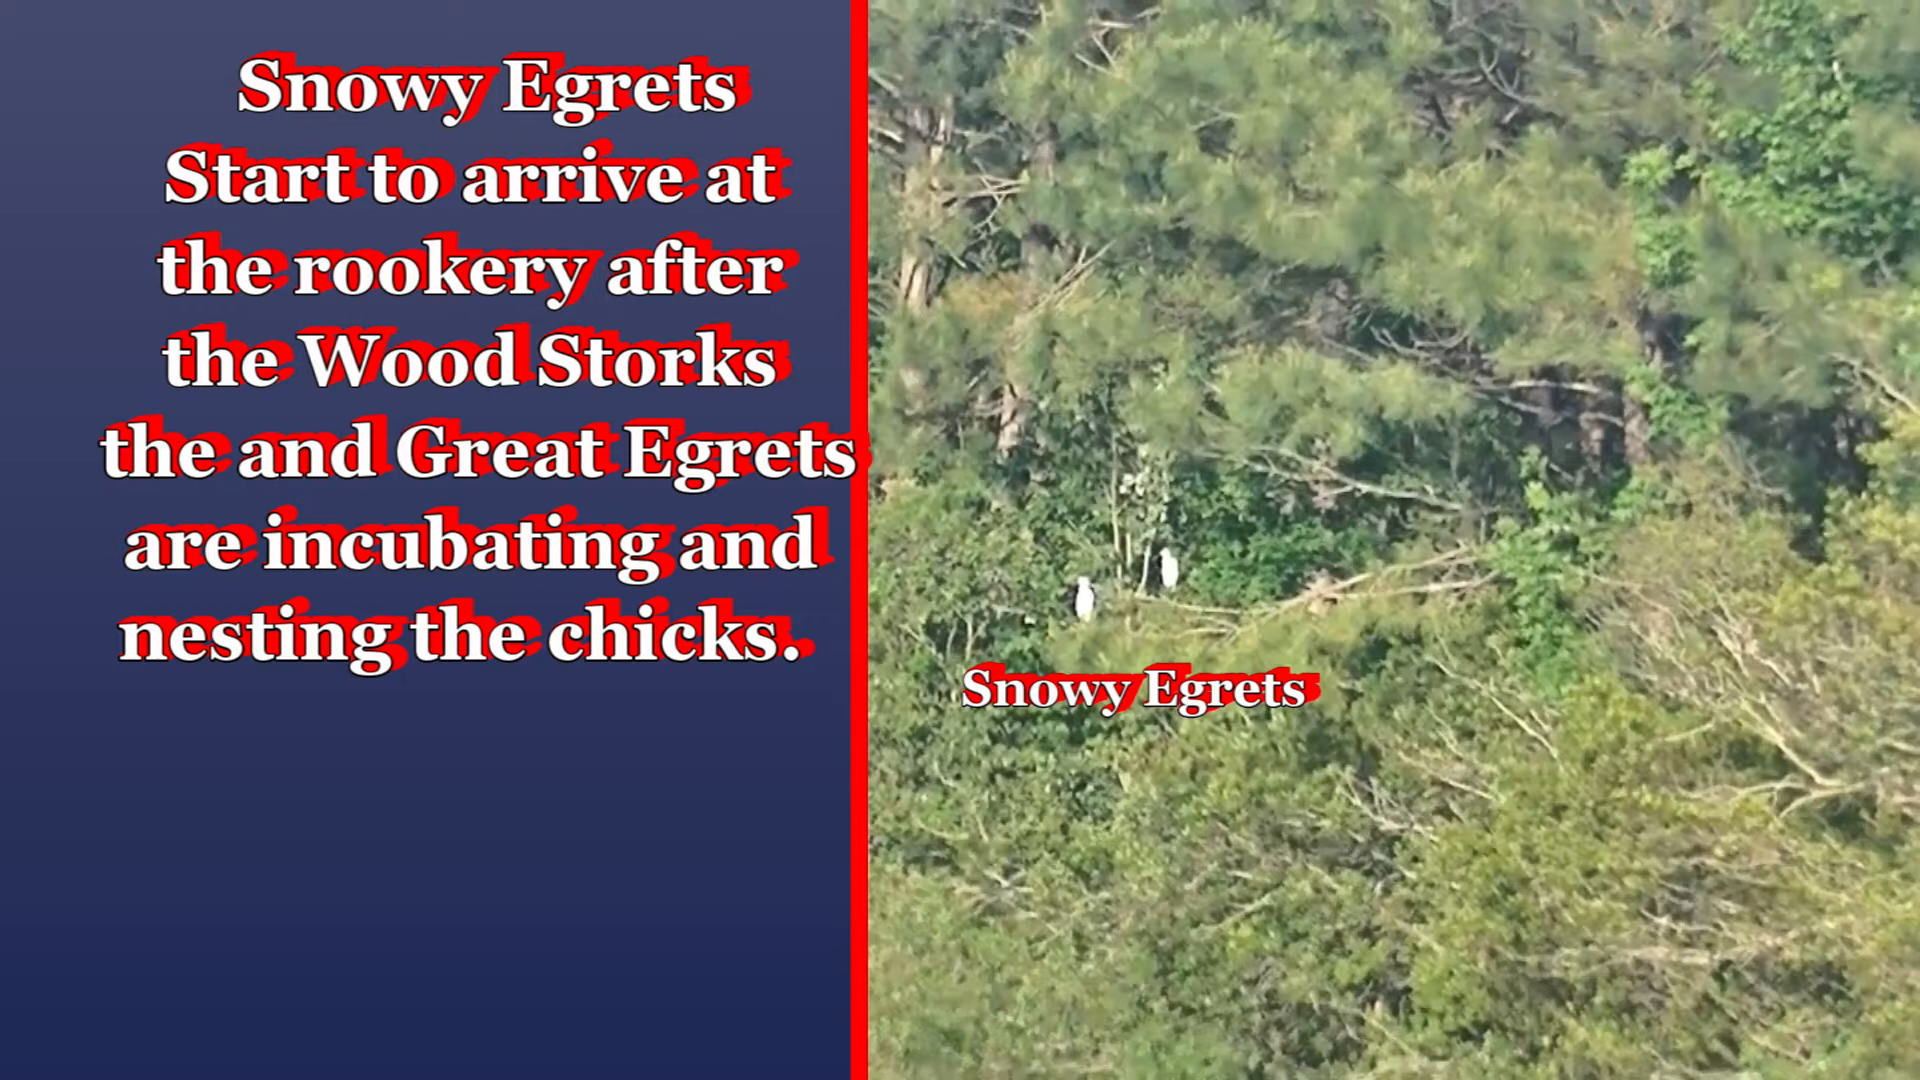 Snowy Egrets
Start to arrive at
the rookery after
the Wood Storks
the and Great Egrets
are incubating and
nesting the chicks.
Snowy Egrets